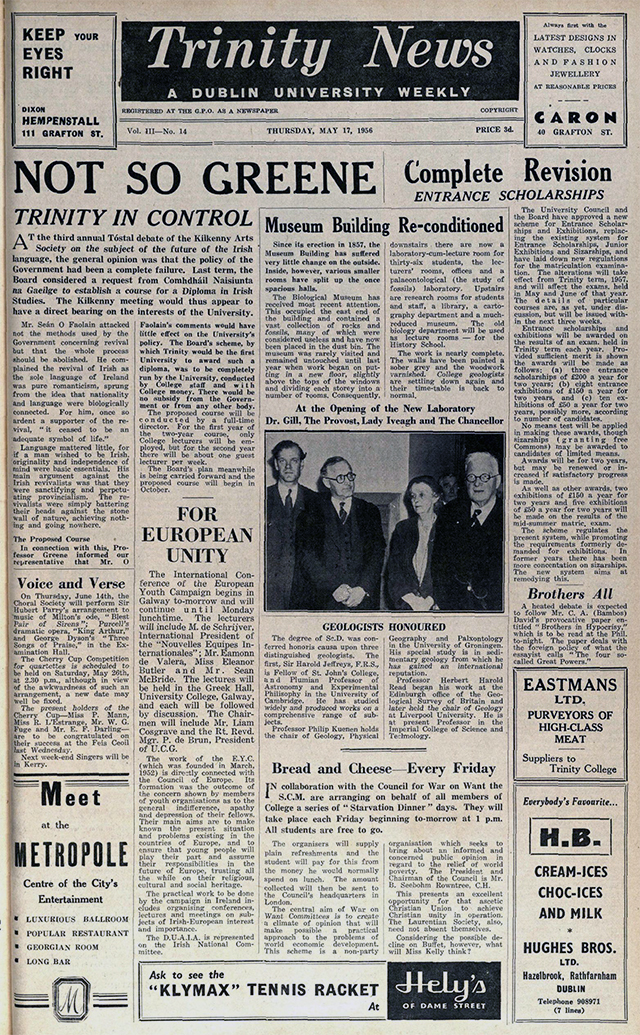 KEEP YOUR
EYES
RIGHT
DIXON
HEMPENSTALL
111 GRAFTON ST.
Trinity News
A DUBLIN UNIVERSITY WEEKLY
REGISTERED AT THE G.P.O. AS A NEWSPAPER
COPYRIGHT
Vol. III—No. 14
THURSDAY, MAY 17, 1956
PRICE 3d.
Always first with the
LATEST DESIGNS IN
WATCHES, CLOCKS
AND FASHION
JEWELLERY
AT REASONABLE PRICES
CARON
40 GRAFTON ST.
NOT SO GREENE
TRINITY IN CONTROL
AT the third annual Tóstal debate of the Kilkenny Arts
Society on the subject of the future of the Irish
language, the general opinion was that the policy of the
Government had been a complete failure. Last term, the
Board considered a request from Comhdháil Naisiunta
na Gaeilge to establish a course for a Diploma in Irish
Studies. The Kilkenny meeting would thus appear to
have a direct bearing on the interests of the University.
Mr. Seán O Faolain attacked
not the methods used by the
Government concerning revival
but that the whole process
should be abolished. He com-
plained the revival of Irish as
the sole language of Ireland
was pure romanticism, sprung
from the idea that nationality
and language were biologically
connected. For him, once so
ardent a supporter of the re-
vival, "it ceased to be an
adequate symbol of life."
Language mattered little, for
if a man wished to be Irish,
originality and independence of
mind were basic essentials. His
main argument against the
Irish revivalists was that they
were sanctifying and perpetu-
ating provincialism. The re-
vivalists were simply battering
their heads against the stone
wall of nature, achieving noth-
ing and going nowhere.
The Proposed Course
In connection with this, Pro-
fessor Greene informed our
representative that Mr. O
Faolain's comments would have
little effect on the University's
policy. The Board's scheme, by
which Trinity would be the first
University to award such a
diploma, was to be completely
run by the University, conducted
by College staff and will
College money. There would be
no subsidy from the Govern-
ment or from any other body.
The proposed course will be
directed by a full-time
director. For the first year of
the two-year course, only
College lecturers will be em-
ployed, but for the second year
there will be about one guest
lecturer per week.
The Board's plan meanwhile
is being carried forward and the
proposed course will begin in
October.
Voice and Verse
On Thursday, June 14th, the
Choral Society will perform Sir
Hubert Parry's arrangement to
music of Milton's ode, "Blest
Pair of Sirens"; Purcell's
dramatic opera, "King Arthur,"
and George Dyson's "Three
Songs of Praise," in the Ex-
amination Hall.
The Cherry Cup Competition
for quartettes is scheduled to
be held on Saturday, May 26th,
at 2.30 p.m., although in view
of the awkwardness of such an
arrangement, a new date may
well be fixed.
The present holders of the
Cherry Cup—Miss P. Mann,
Miss R. L'Estrange, Mr. W. G.
Fuge and Mr. E. F. Darling—
are to be congratulated on
their success at the Feis Ceoil
last Wednesday.
Next week-end Singers will be
in Kerry.
Meet
at the
METROPOLE
Centre of the City's
Entertainment
LUXURIOUS BALLROOM
POPULAR RESTAURANT
GEORGIAN ROOM
LONG BAR
M
FOR
EUROPEAN
UNITY
The International Con-
ference of the European
Youth Campaign begins in
Galway to-morrow and will
continue until Monday
lunchtime. The lecturers
will include M. de Schrijver,
International President of
the "Nouvelles Equipes In-
ternationales"; Mr. Eamonn
de Valera, Miss Eleanor
Butler and Mr. Sean
McBride. The lectures will
be held in the Greek Hall,
University College, Galway,
and each will be followed
by discussion. The Chair-
men will include Mr. Liam
Cosgrave and the Rt. Revd.
Mgr. P. de Brun, President
of U.C.G.
The work of the E.Y.C.
(which was founded in March,
1952) is directly connected with
the Council of Europe. Its
formation was the outcome of
the concern shown by members
of youth organisations as to the
general indifference, apathy
and depression of their fellows.
Their main aims are to make
known the present situation
and problems existing in the
countries of Europe, and to
ensure that young people will
play their part and assume
their responsibilities in the
future of Europe, trusting all
the while on their religious,
cultural and social heritage.
The practical work to be done
by the campaign in Ireland in-
cludes organising conferences,
lectures and meetings on sub-
jects of Irish-European interest
and importance.
The D.U.A.I.A. is represented
on the Irish National Com-
mittee.
Museum Building Re-conditioned
Since its erection in 1857, the
Museum Building has suffered
very little change on the outside.
Inside, however, various smaller
rooms have split up the once
spacious halls.
The Biological Museum has
received most recent attention.
This occupied the east end of
the building and contained a
vast collection of rocks and
fossils, many of which were
considered useless and have now
been placed in the dust bin. The
museum was rarely visited and
remained untouched until last
year when work began on put-
ting in a new floor, slightly
above the tops of the windows
and dividing each storey into a
number of rooms. Consequently,
downstairs there are now a
laboratory-cum-lecture room for
thirty-six students, the lec-
turers' rooms, offices and a
palaeontological (the study of
fossils) laboratory. Upstairs
are research rooms for students
and staff, a library, a carto-
graphy department and a much-
reduced museum. The old
biology department will be used
as lecture rooms — for the
History School.
The work is nearly complete.
The walls have been painted a
sober grey and the woodwork
varnished. College geologists
are settling down again and
their time-table is back to
normal.
At the Opening of the New Laboratory
Dr. Gill, The Provost, Lady Iveagh and The Chancellor
GEOLOGISTS HONOURED
The degree of Sc.D. was con-
ferred honoris causa upon three
distinguished geologists. The
first, Sir Harold Jeffreys, F.R.S.,
is Fellow of St. John's College,
and Plumian Professor of
Astronomy and Experimental
Philosophy in the University of
Cambridge. He has studied
widely and produced works on a
comprehensive range of sub-
jects.
Professor Philip Kuenen holds
the chair of Geology, Physical
Geography and Palæontology
in the University of Groningen.
His special study is in sedi-
mentary geology from which he
has gained an international
reputation.
Professor Herbert Harold
Read began his work at the
Edinburgh office of the Geo-
logical Survey of Britain and
later held the chair of Geology
at Liverpool University. He is
at present Professor in the
Imperial College of Science and
Technology.
Bread and Cheese—Every Friday
IN collaboration with the Council for War on Want the
S.C.M. are arranging on behalf of all members of
College a series of "Starvation Dinner" days. They will
take place each Friday beginning to-morrow at 1 p.m.
All students are free to go.
The organisers will supply
plain refreshments and the
student will pay for this from
the money he would normally
spend on lunch. The amount
collected will then be sent to
the Council's headquarters in
London.
The central aim of War on
Want Committees is to create
a climate of opinion that will
make possible a practical
approach to the problems of
world economic development.
This scheme is a non-party
organisation which seeks to
bring about an informed and
concerned public opinion in
regard to the relief of world
poverty. The President and
Chairman of the Council is Mr.
B. Seebohm Rowntree, C.H.
This presents an excellent
opportunity for that ascetic
Christian Union to achieve
Christian unity in operation.
The Laurentian Society, also,
need not absent themselves.
Considering the possible de-
cline on Buffet, however, what
will Miss Kelly think?
Ask to see the
"KLYMAX" TENNIS RACKET
At
Hely's
OF DAME STREET
Complete Revision
ENTRANCE SCHOLARSHIPS
The University Council and
the Board have approved a new
scheme for Entrance Scholar-
ships and Exhibitions, replac-
ing the existing system for
Entrance Scholarships, Junior
Exhibitions and Sizarships, and
have laid down new regulations
for the matriculation examina-
tion. The alterations will take
effect from Trinity term, 1957,
and will affect the exams. held
in May and June of that year.
The details of particular
courses are, as yet, under dis-
cussion, but will be issued with-
in the next three weeks.
Entrance scholarships and
exhibitions will be awarded on
the results of an exam. held in
Trinity term each year. Pro-
vided sufficient merit is shown
the awards will be made as
follows: (a) three entrance
scholarships of £200 a year for
two years; (b) eight entrance
exhibitions of £150 a year for
two years, and (c) ten ex-
hibitions of £50 a year for two
years, possibly more, according
to number of candidates.
No means test will be applied
in making these awards, though
sizarships (granting free
Commons) may be awarded to
candidates of limited means.
Awards will be for two years,
but may be renewed or in-
creased if satisfactory progress
is made.
As well as other awards, two
exhibitions of £150 a year for
two years and five exhibitions
of £50 a year for two years will
be made on the results of the
mid-summer matric. exam.
The scheme regulates the
present system, while promoting
the requirements formerly de-
manded for exhibitions. In
former years there has been
more concentration on sizarships.
The new system aims at
remedying this.
Brothers All
A heated debate is expected
to follow Mr. C. A. (Bambos)
David's provocative paper en-
titled "Brothers in Hypocrisy,"
which is to be read at the Phil.
to-night. The paper deals with
the foreign policy of what the
essayist calls "The four so-
called Great Powers."
EASTMANS
LTD.
PURVEYORS OF
HIGH-CLASS
MEAT
Suppliers to
Trinity College
Everybody's Favourite...
H.B.
CREAM-ICES
CHOC-ICES
AND MILK
HUGHES BROS.
LTD.
Hazelbrook, Rathfarnham
DUBLIN
Telephone 908971
(7 lines)